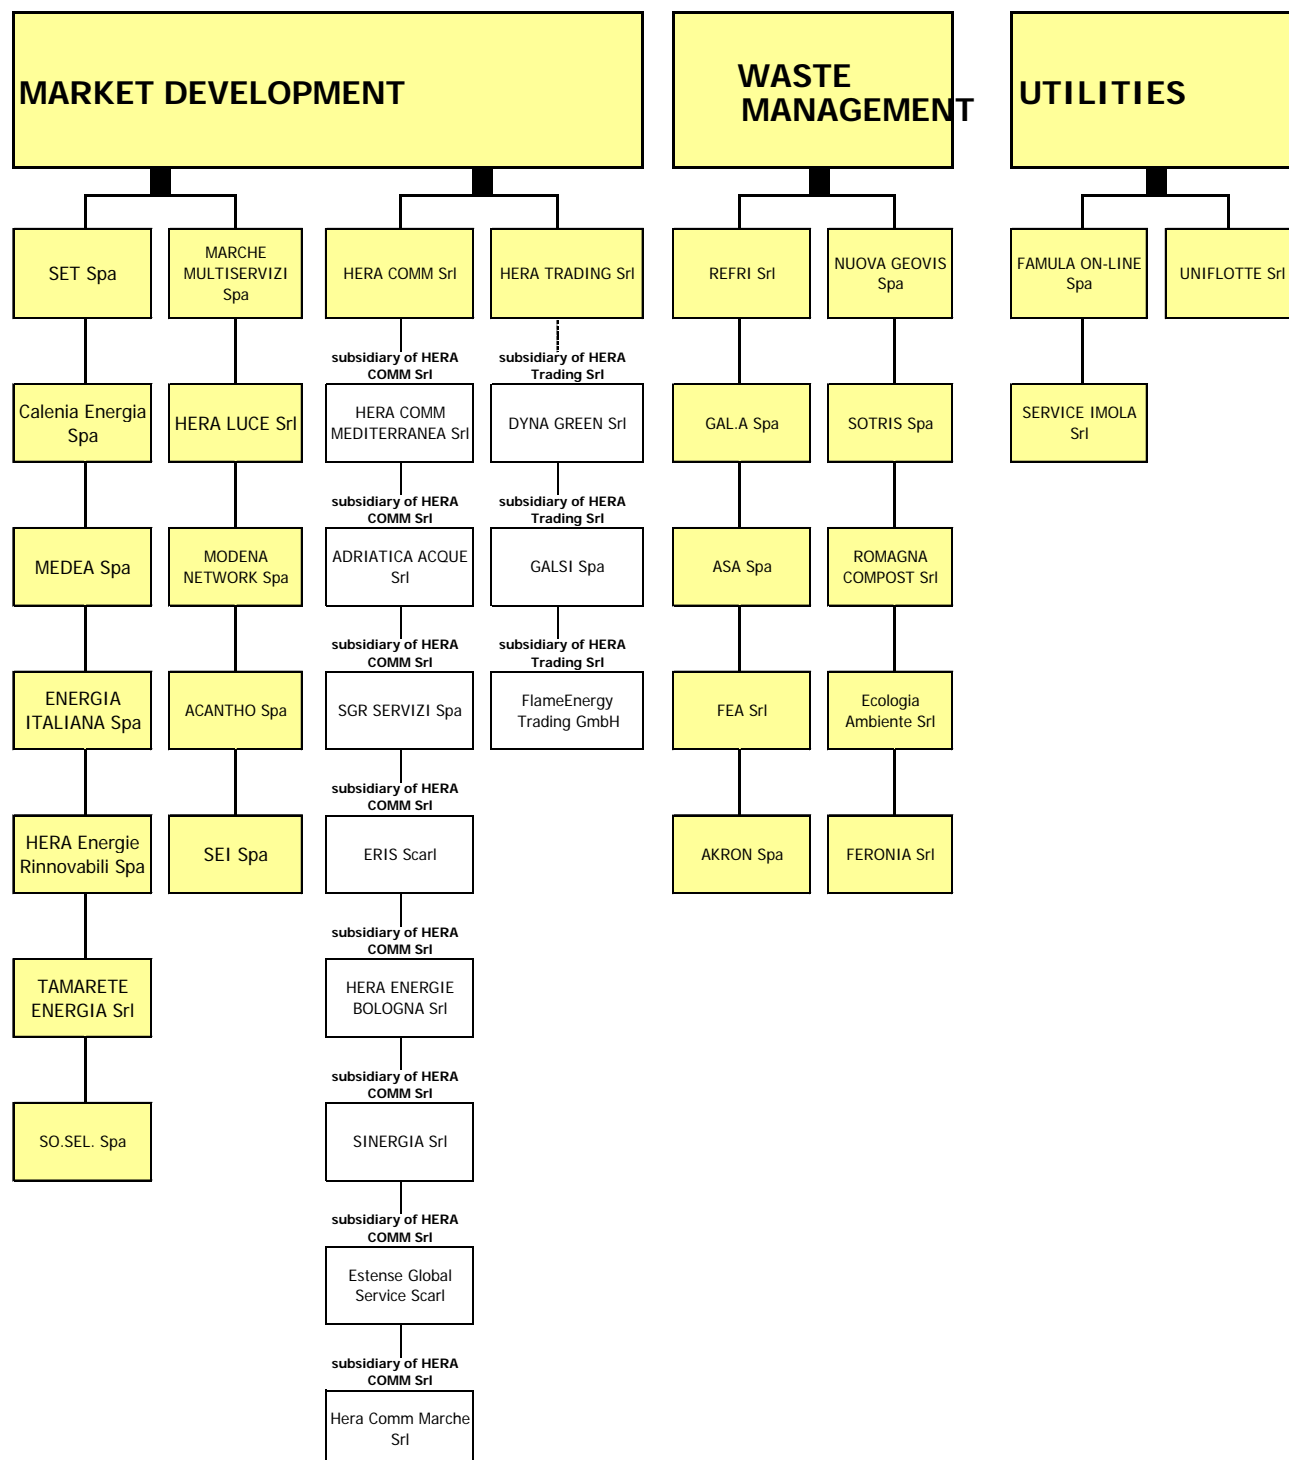 MARKET DEVELOPMENT
WASTE
MANAGEMENT
UTILITIES
SET Spa
MARCHE
MULTISERVIZI
Spa
HERA COMM Srl
HERA TRADING Srl
REFRI Srl
NUOVA GEOVIS
Spa
FAMULA ON-LINE
Spa
UNIFLOTTE Srl
subsidiary of HERA
COMM Srl
subsidiary of HERA
Trading Srl
Calenia Energia
Spa
HERA LUCE Srl
HERA COMM
MEDITERRANEA Srl
DYNA GREEN Srl
GAL.A Spa
SOTRIS Spa
SERVICE IMOLA
Srl
subsidiary of HERA
COMM Srl
subsidiary of HERA
Trading Srl
MEDEA Spa
MODENA
NETWORK Spa
ADRIATICA ACQUE
Srl
GALSI Spa
ASA Spa
ROMAGNA
COMPOST Srl
subsidiary of HERA
COMM Srl
subsidiary of HERA
Trading Srl
ENERGIA
ITALIANA Spa
ACANTHO Spa
SGR SERVIZI Spa
FlameEnergy
Trading GmbH
FEA Srl
Ecologia
Ambiente Srl
subsidiary of HERA
COMM Srl
HERA Energie
Rinnovabili Spa
SEI Spa
ERIS Scarl
AKRON Spa
FERONIA Srl
subsidiary of HERA
COMM Srl
TAMARETE
ENERGIA Srl
HERA ENERGIE
BOLOGNA Srl
subsidiary of HERA
COMM Srl
SO.SEL. Spa
SINERGIA Srl
subsidiary of HERA
COMM Srl
Estense Global
Service Scarl
subsidiary of HERA
COMM Srl
Hera Comm Marche
Srl